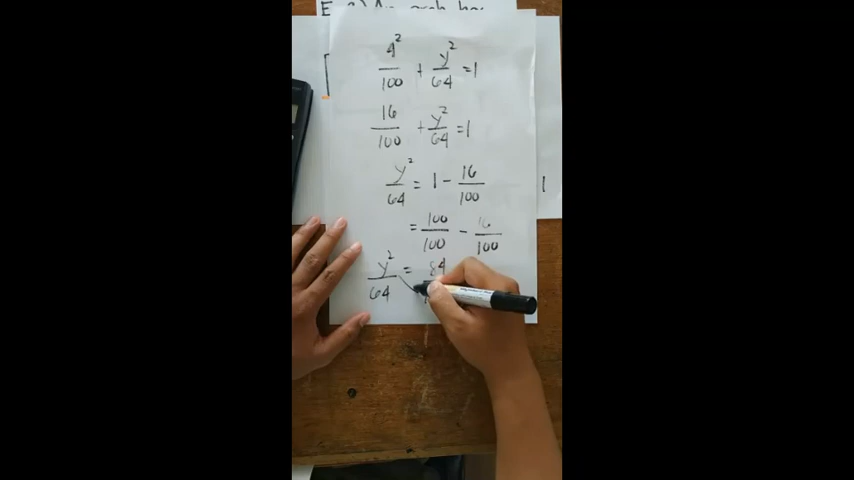 4²/100 + y²/64 = 1
16/100 + y²/64 = 1
y²/64 = 1 - 16/100
= 100/100 - 16/100
y²/64 = 84